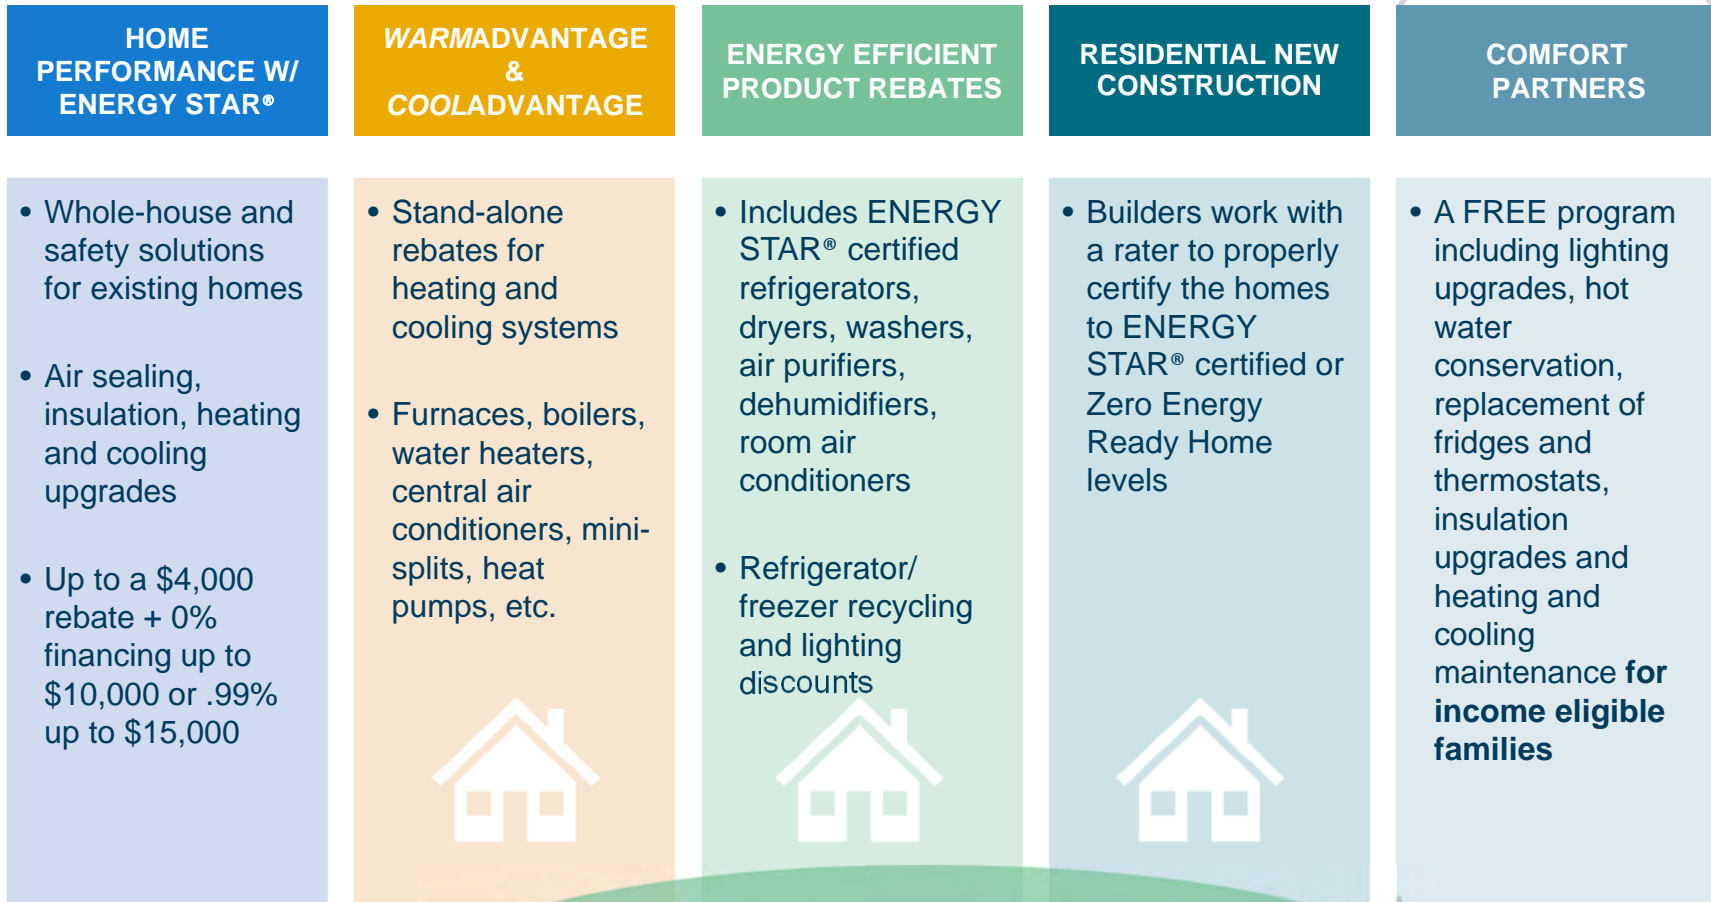 HOME
PERFORMANCE W/
ENERGY STAR®
WARMADVANTAGE
&
COOLADVANTAGE
ENERGY EFFICIENT
PRODUCT REBATES
RESIDENTIAL NEW
CONSTRUCTION
COMFORT
PARTNERS
• Whole-house and
safety solutions
for existing homes
• Air sealing,
insulation, heating
and cooling
upgrades
• Up to a $4,000
rebate + 0%
financing up to
$10,000 or .99%
up to $15,000
• Stand-alone
rebates for
heating and
cooling systems
• Furnaces, boilers,
water heaters,
central air
conditioners, mini-
splits, heat
pumps, etc.
• Includes ENERGY
STAR® certified
refrigerators,
dryers, washers,
air purifiers,
dehumidifiers,
room air
conditioners
• Refrigerator/
freezer recycling
and lighting
discounts
• Builders work with
a rater to properly
certify the homes
to ENERGY
STAR® certified or
Zero Energy
Ready Home
levels
• A FREE program
including lighting
upgrades, hot
water
conservation,
replacement of
fridges and
thermostats,
insulation
upgrades and
heating and
cooling
maintenance for
income eligible
families